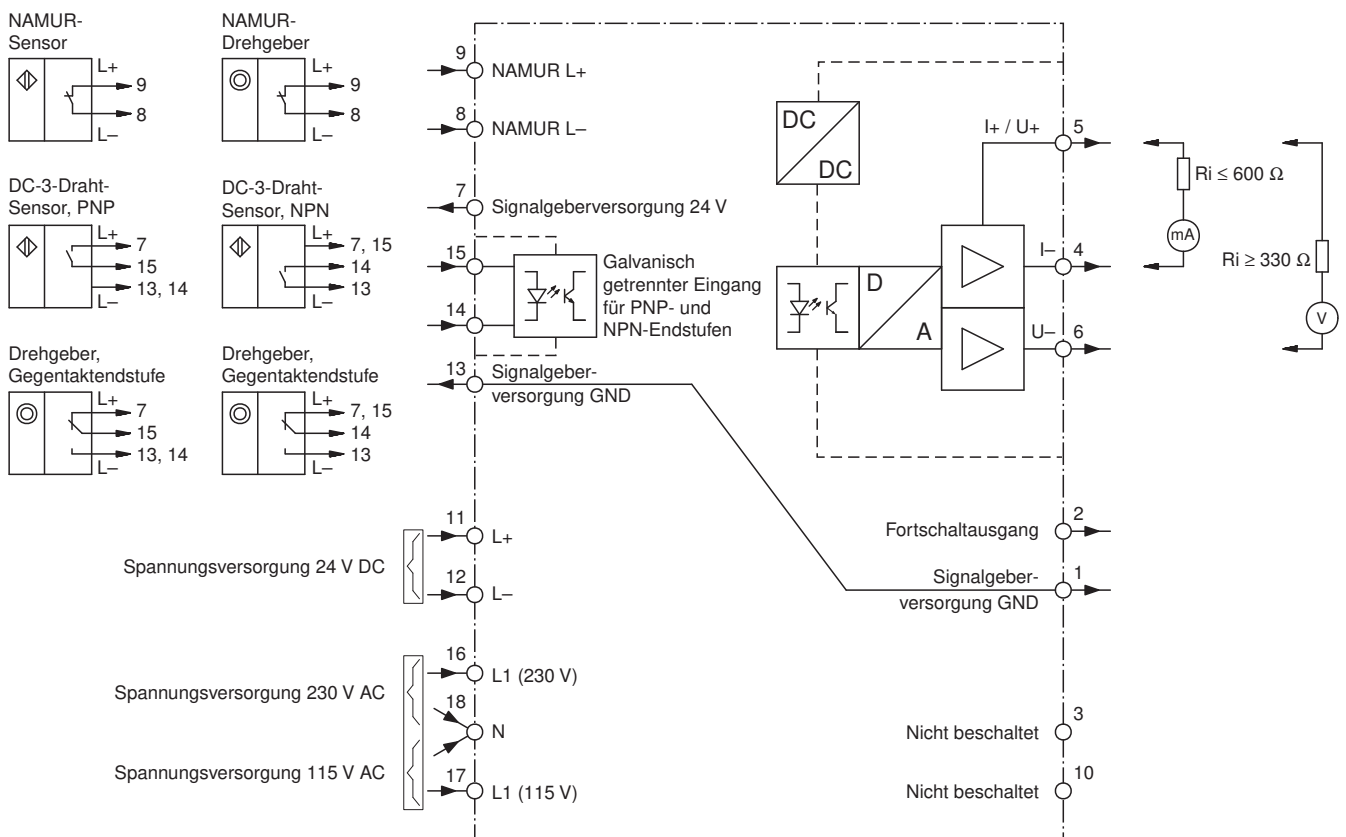 NAMUR-
Sensor
L+
9
8
L–
NAMUR-
Drehgeber
L+
9
8
L–
DC-3-Draht-
Sensor, PNP
L+
7
15
13, 14
L–
DC-3-Draht-
Sensor, NPN
L+
7, 15
14
13
L–
Drehgeber,
Gegentaktendstufe
L+
7
15
13, 14
L–
Drehgeber,
Gegentaktendstufe
L+
7, 15
14
13
L–
9
NAMUR L+
8
NAMUR L–
7
Signalgeberversorgung 24 V
15
14
Galvanisch
getrennter Eingang
für PNP- und
NPN-Endstufen
13
Signalgeber-
versorgung GND
Spannungsversorgung 24 V DC
11
L+
12
L–
Spannungsversorgung 230 V AC
16
L1 (230 V)
18
N
Spannungsversorgung 115 V AC
17
L1 (115 V)
DC
DC
D
A
I+ / U+
5
I–
4
U–
6
Ri ≤ 600 Ω
mA
Ri ≥ 330 Ω
V
Fortschaltausgang
2
Signalgeber-
versorgung GND
1
Nicht beschaltet
3
Nicht beschaltet
10